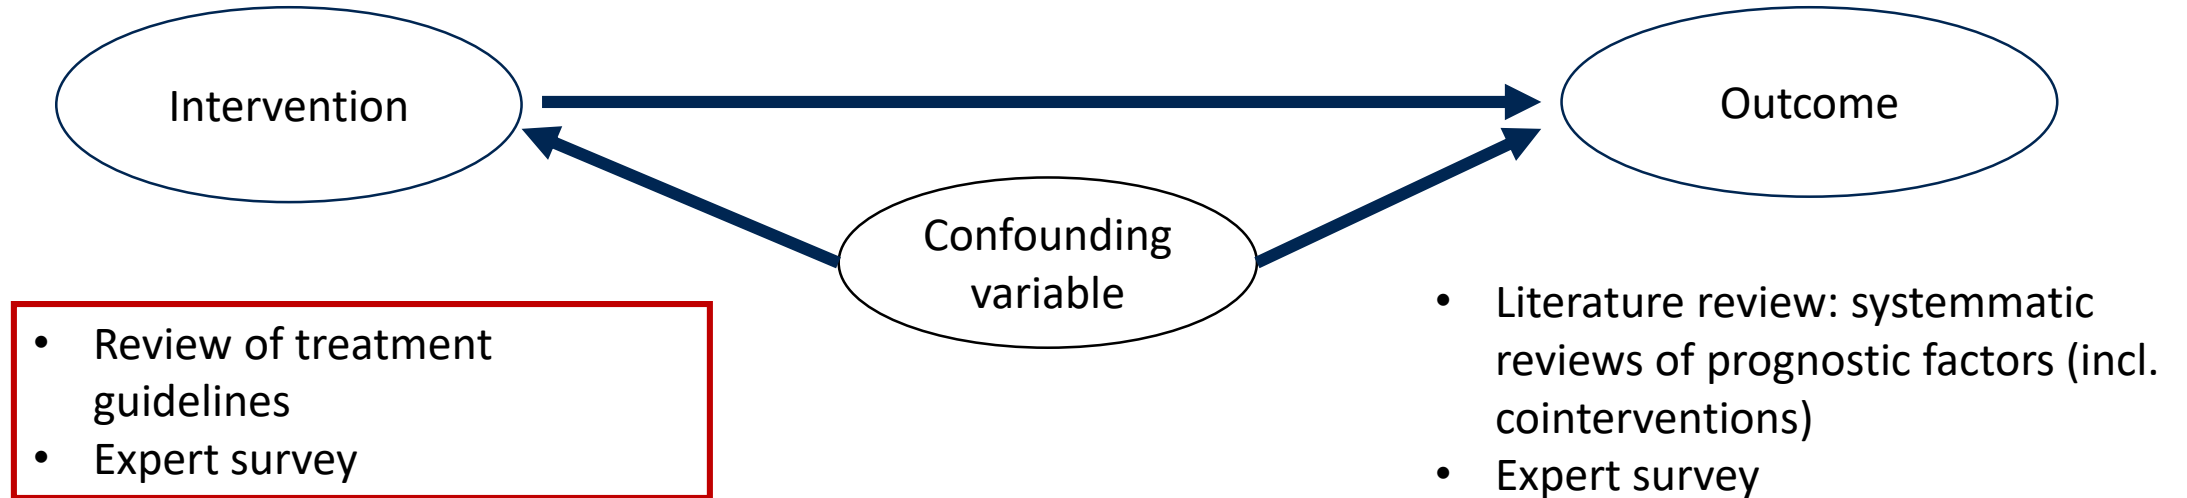 Intervention
Outcome
Confounding
variable
• Review of treatment
guidelines
• Expert survey
• Literature review: systemmatic
reviews of prognostic factors (incl.
cointerventions)
• Expert survey